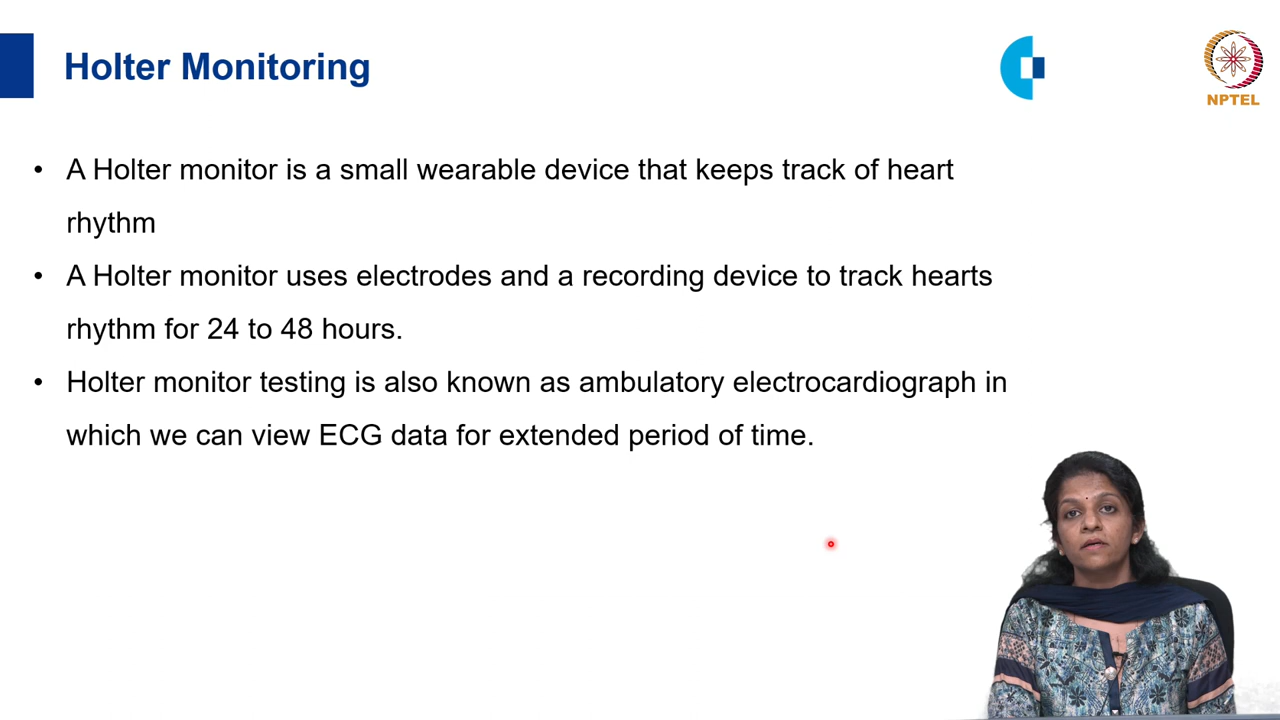 Holter Monitoring
NPTEL
• A Holter monitor is a small wearable device that keeps track of heart
rhythm
• A Holter monitor uses electrodes and a recording device to track hearts
rhythm for 24 to 48 hours.
• Holter monitor testing is also known as ambulatory electrocardiograph in
which we can view ECG data for extended period of time.